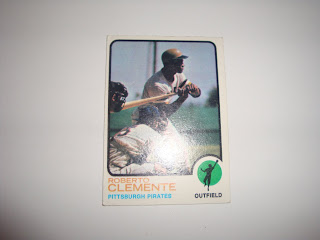 ROBERTO
CLEMENTE
PITTSBURGH PIRATES
OUTFIELD